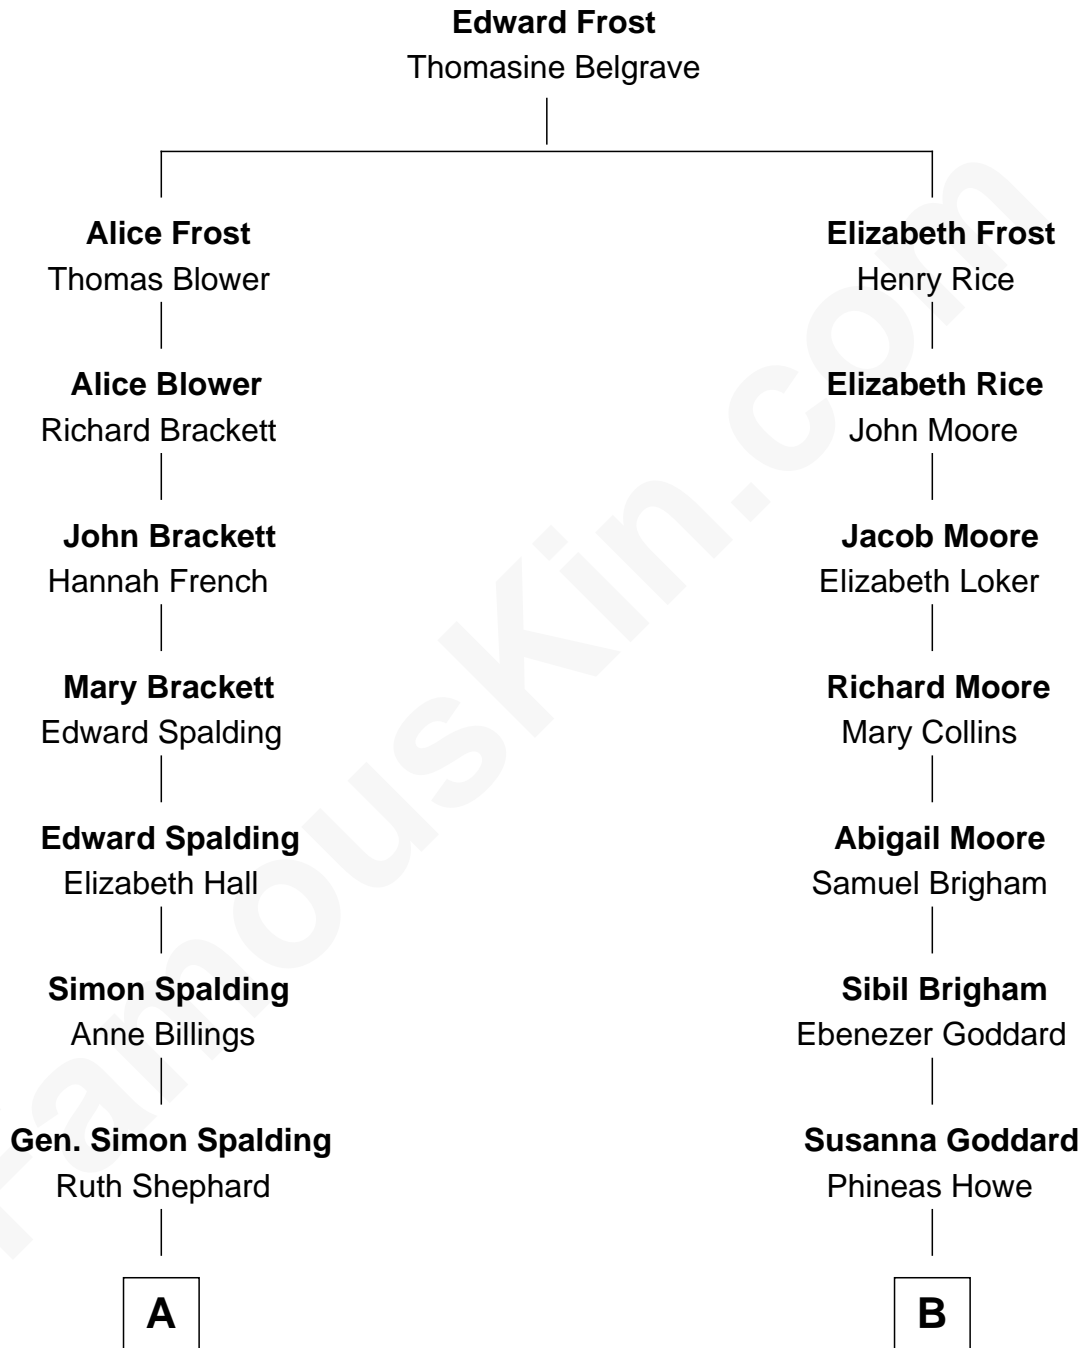 Edward Frost
Thomasine Belgrave
Alice Frost
Thomas Blower
Elizabeth Frost
Henry Rice
Alice Blower
Richard Brackett
Elizabeth Rice
John Moore
John Brackett
Hannah French
Jacob Moore
Elizabeth Loker
Mary Brackett
Edward Spalding
Richard Moore
Mary Collins
Edward Spalding
Elizabeth Hall
Abigail Moore
Samuel Brigham
Simon Spalding
Anne Billings
Sibil Brigham
Ebenezer Goddard
Gen. Simon Spalding
Ruth Shephard
Susanna Goddard
Phineas Howe
A
B
FamousKin.com